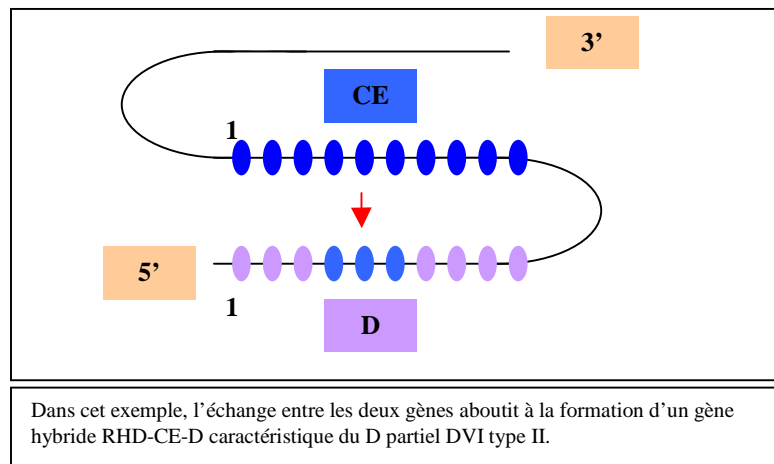 3’
CE
1
5’
1
D
Dans cet exemple, l’échange entre les deux gènes aboutit à la formation d’un gène
hybride RHD-CE-D caractéristique du D partiel DVI type II.